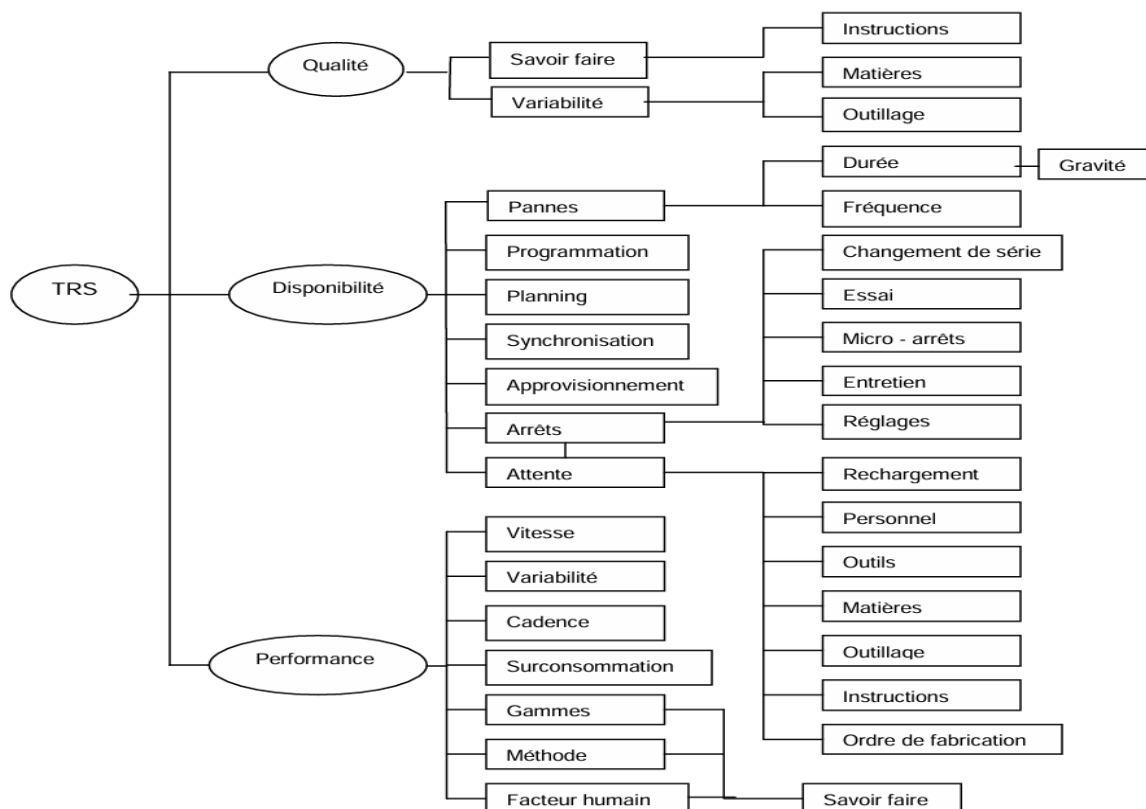 Instructions
Qualité
Savoir faire
Matières
Variabilité
Outillage
Durée
Gravité
Pannes
Fréquence
Programmation
Changement de série
TRS
Disponibilité
Planning
Essai
Synchronisation
Micro - arrêts
Approvisionnement
Entretien
Arrêts
Réglages
Attente
Rechargement
Personnel
Vitesse
Outils
Variabilité
Matières
Cadence
Performance
Surconsommation
Outillage
Instructions
Gammes
Ordre de fabrication
Méthode
Facteur humain
Savoir faire